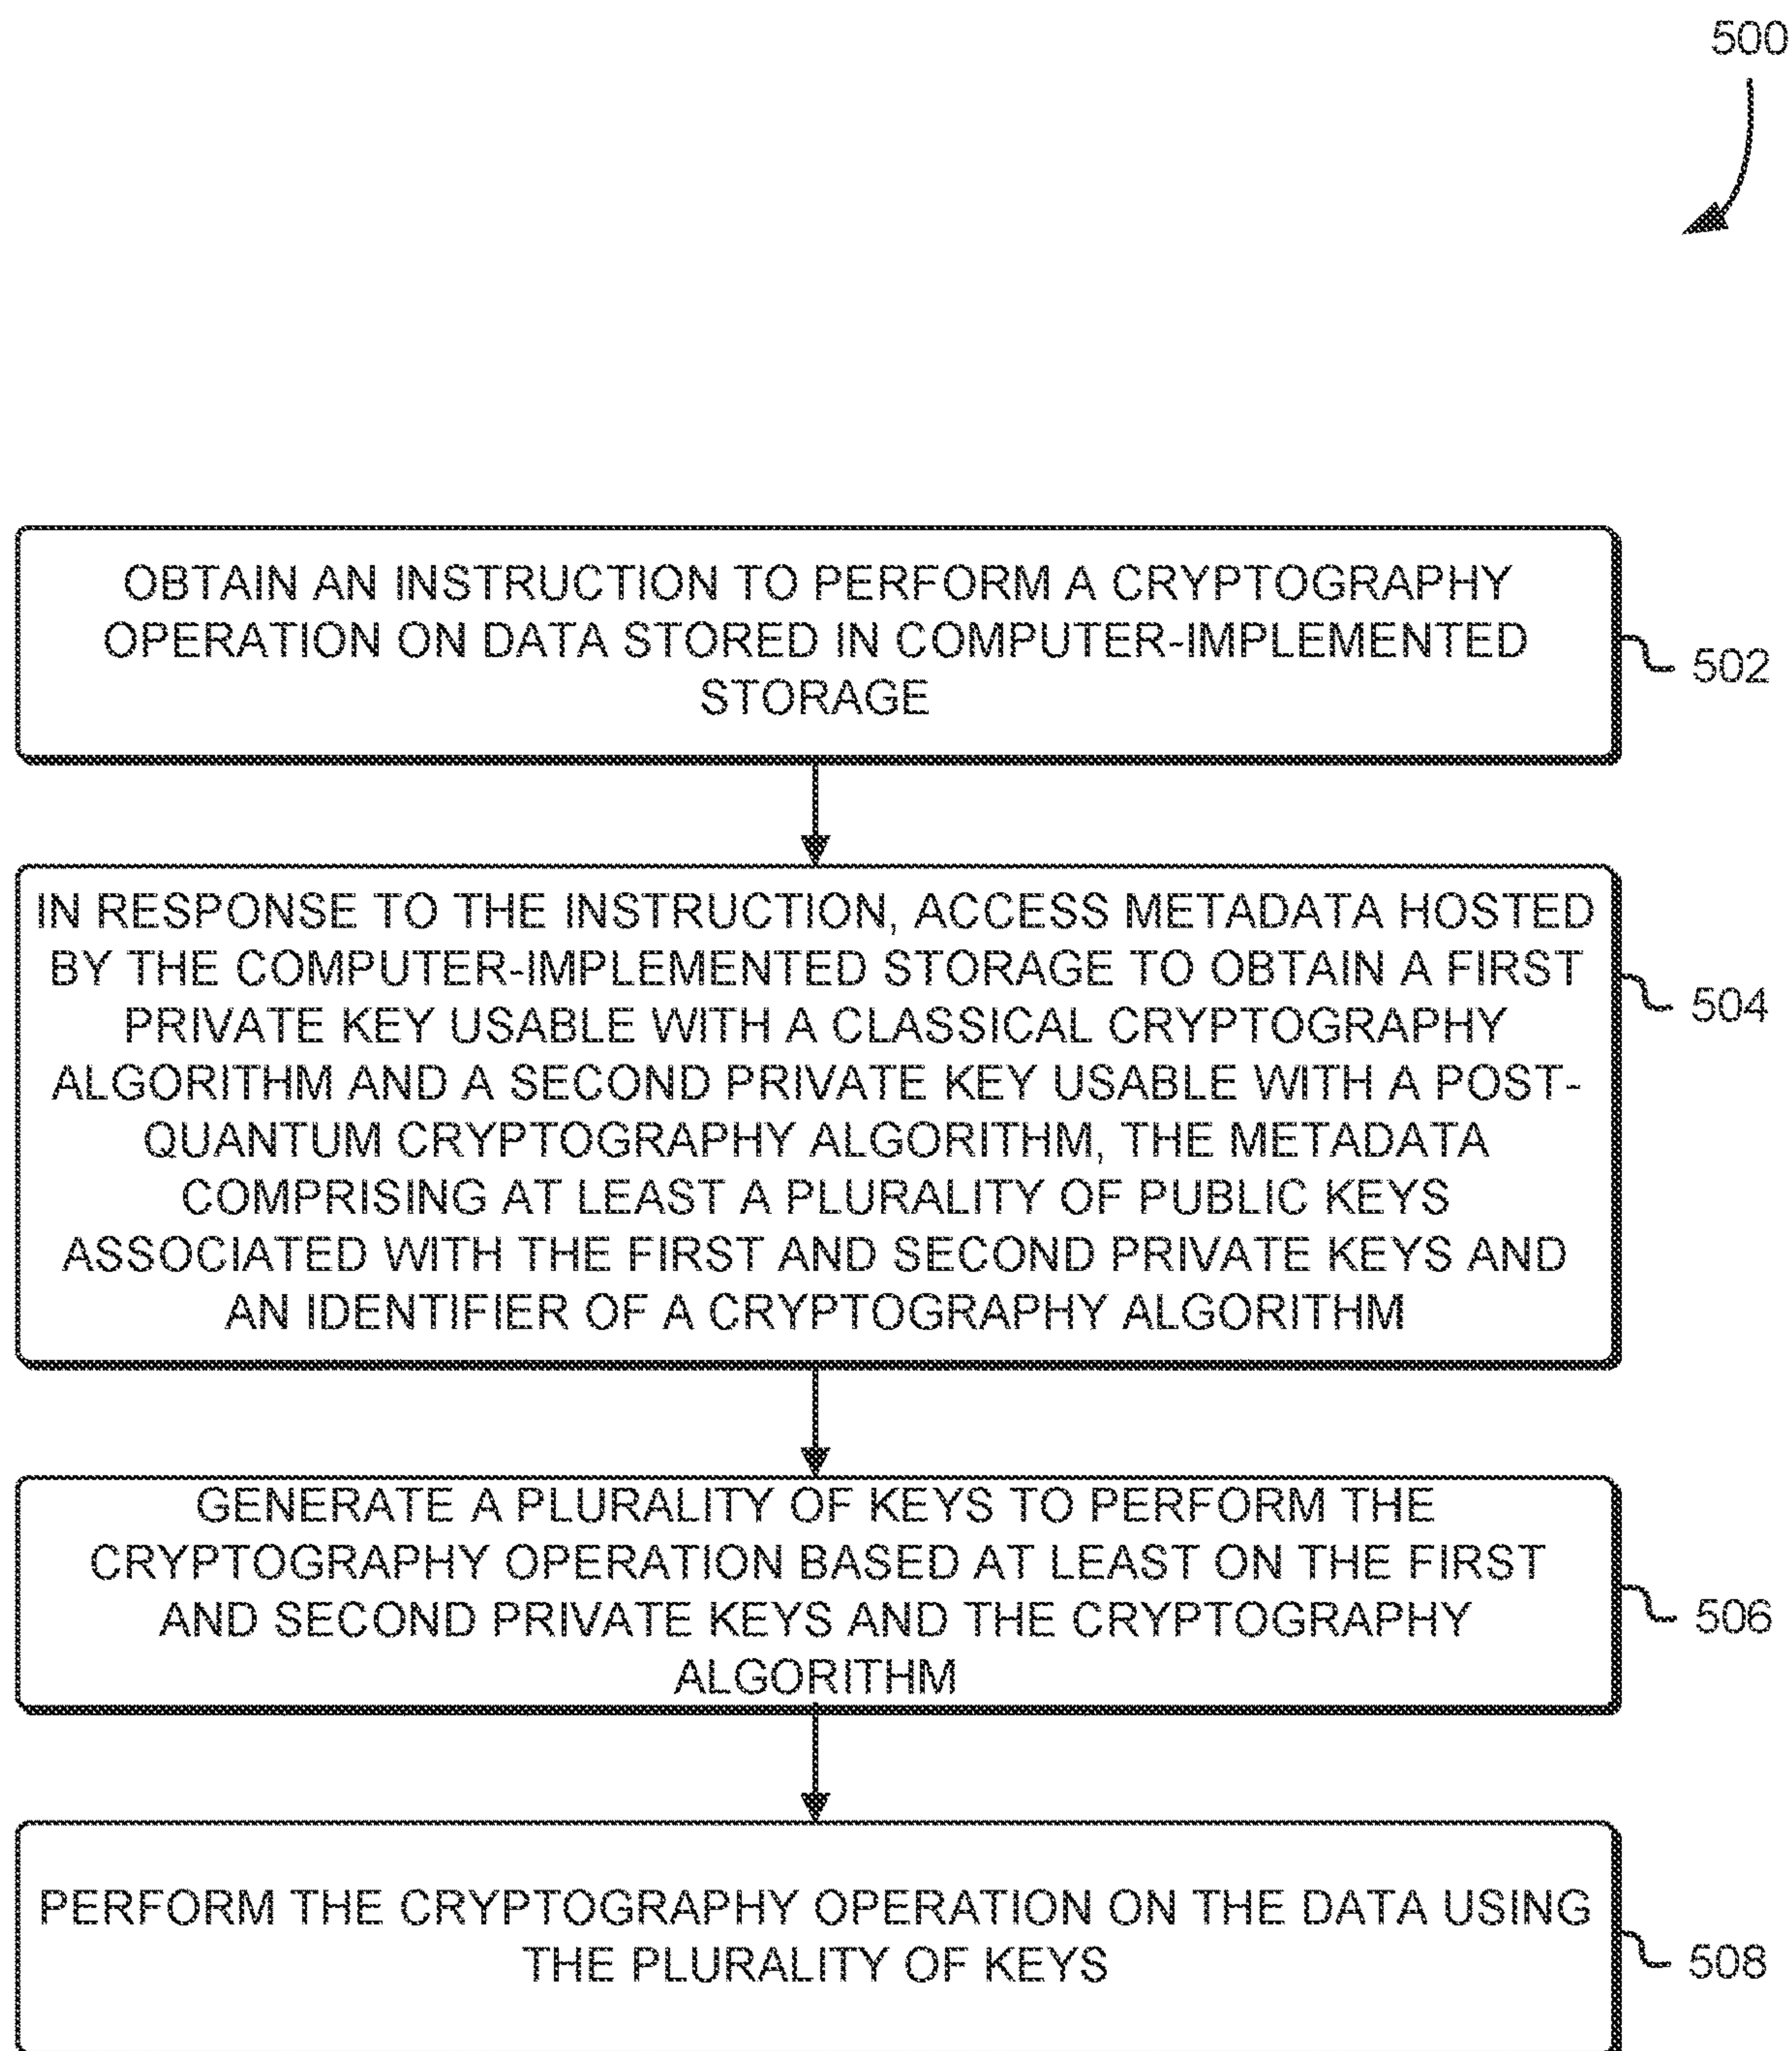 500
OBTAIN AN INSTRUCTION TO PERFORM A CRYPTOGRAPHY
OPERATION ON DATA STORED IN COMPUTER-IMPLEMENTED
STORAGE
502
IN RESPONSE TO THE INSTRUCTION, ACCESS METADATA HOSTED
BY THE COMPUTER-IMPLEMENTED STORAGE TO OBTAIN A FIRST
PRIVATE KEY USABLE WITH A CLASSICAL CRYPTOGRAPHY
ALGORITHM AND A SECOND PRIVATE KEY USABLE WITH A POST-
QUANTUM CRYPTOGRAPHY ALGORITHM, THE METADATA
COMPRISING AT LEAST A PLURALITY OF PUBLIC KEYS
ASSOCIATED WITH THE FIRST AND SECOND PRIVATE KEYS AND
AN IDENTIFIER OF A CRYPTOGRAPHY ALGORITHM
504
GENERATE A PLURALITY OF KEYS TO PERFORM THE
CRYPTOGRAPHY OPERATION BASED AT LEAST ON THE FIRST
AND SECOND PRIVATE KEYS AND THE CRYPTOGRAPHY
ALGORITHM
506
PERFORM THE CRYPTOGRAPHY OPERATION ON THE DATA USING
THE PLURALITY OF KEYS
508